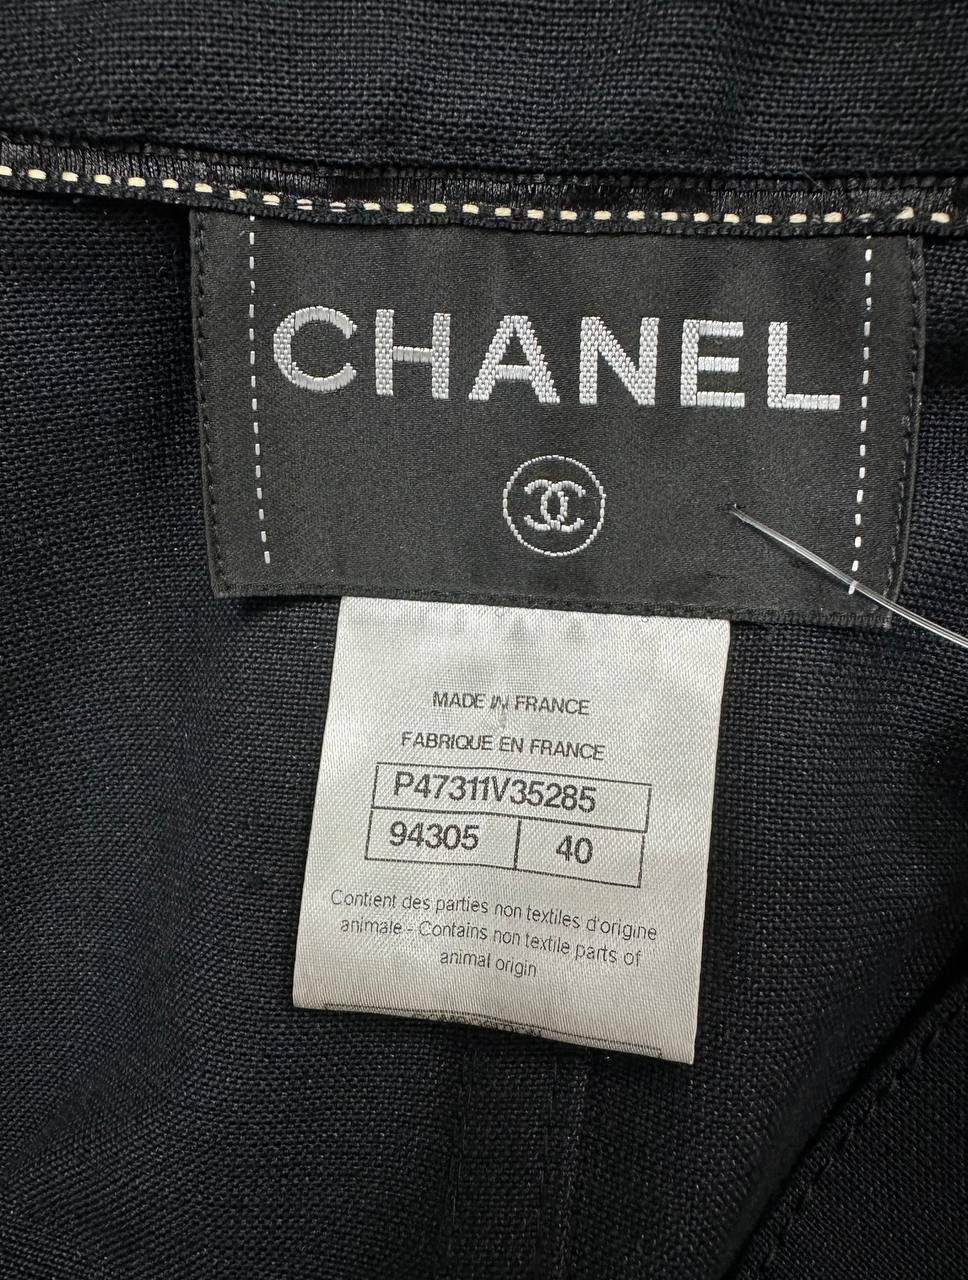 CHANEL
MADE IN FRANCE
FABRIQUE EN FRANCE
P47311V35285
94305 40
Contient des parties non textiles d'origine
animale - Contains non textile parts of
animal origin